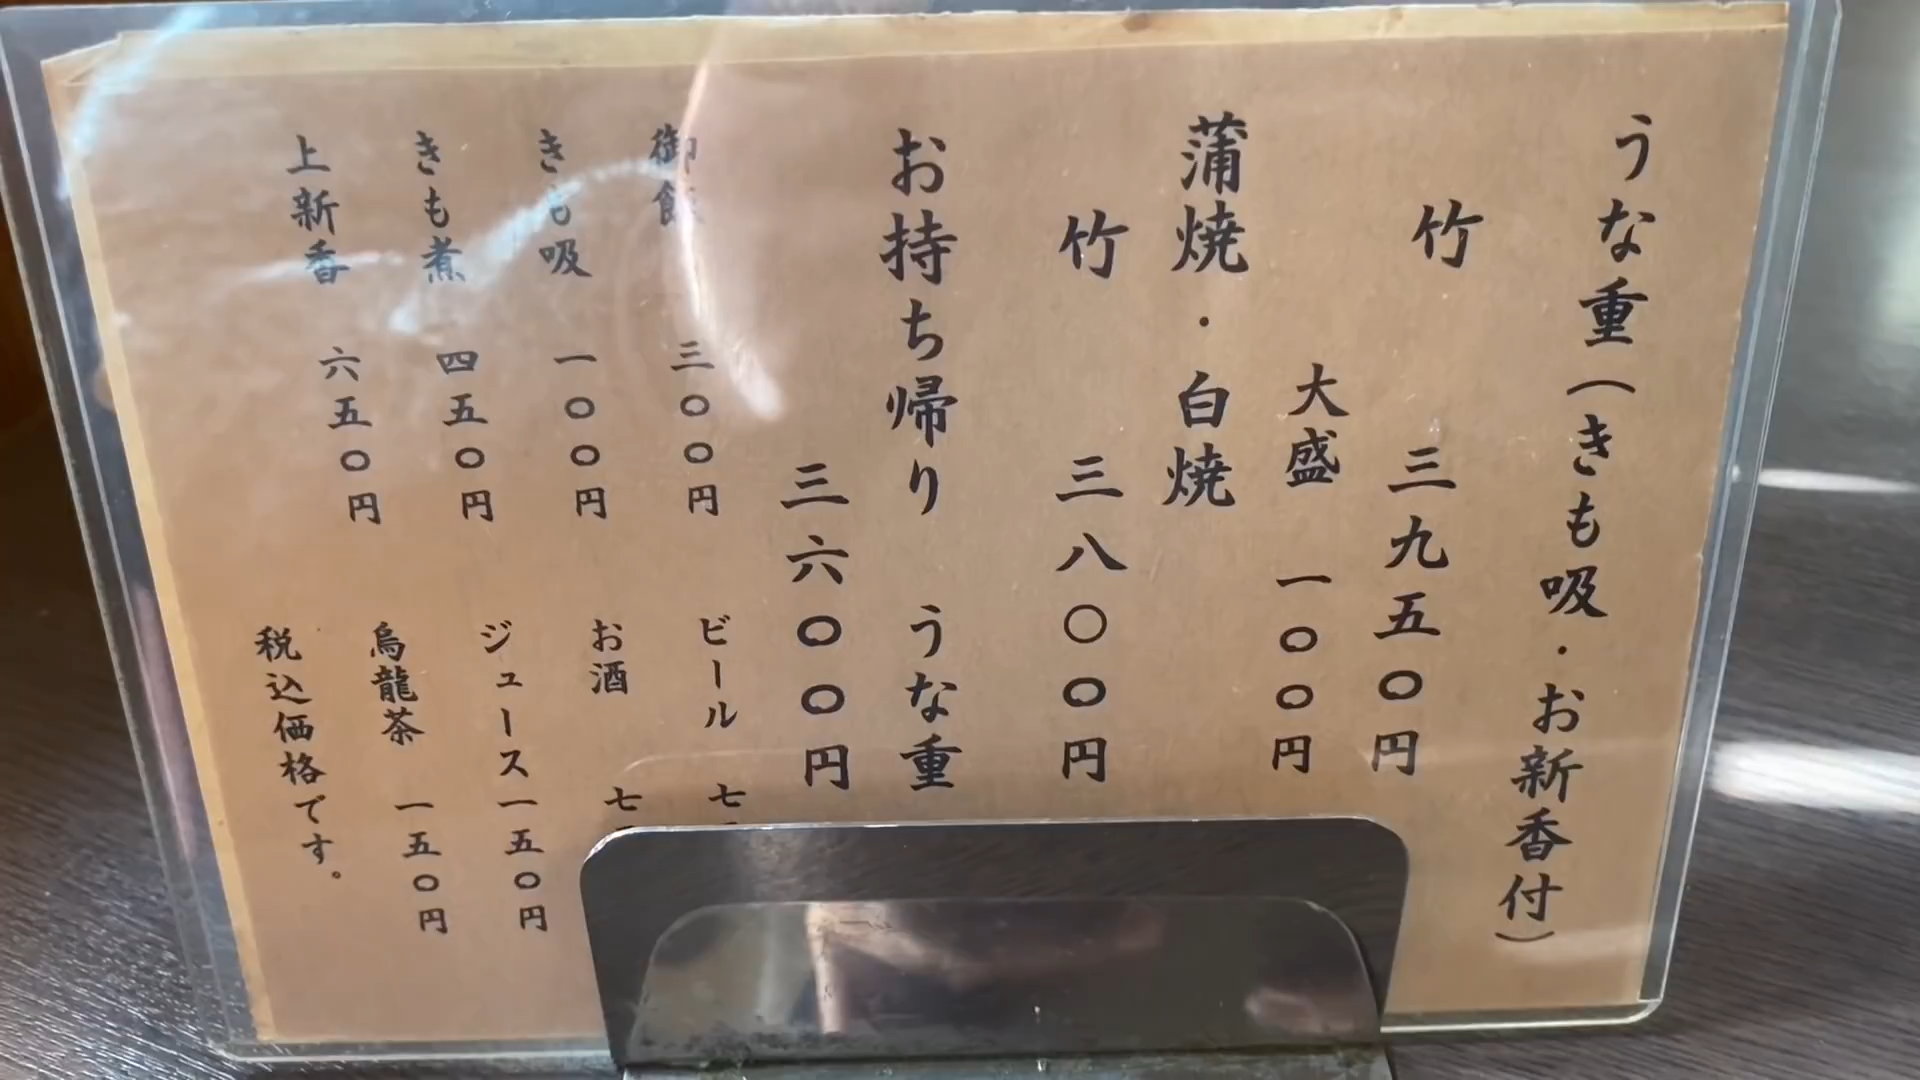 うな重(きも吸・お新香付)
竹 三九五〇円
大盛 一〇〇円
蒲焼・白焼
竹 三八〇〇円
お持ち帰り うな重
三六〇〇円
御飯 三〇〇円
きも吸 一〇〇円
きも煮 四五〇円
上新香 六五〇円
ビール 七
お酒 七
ジュース 一五〇円
烏龍茶 一五〇円
税込価格です。